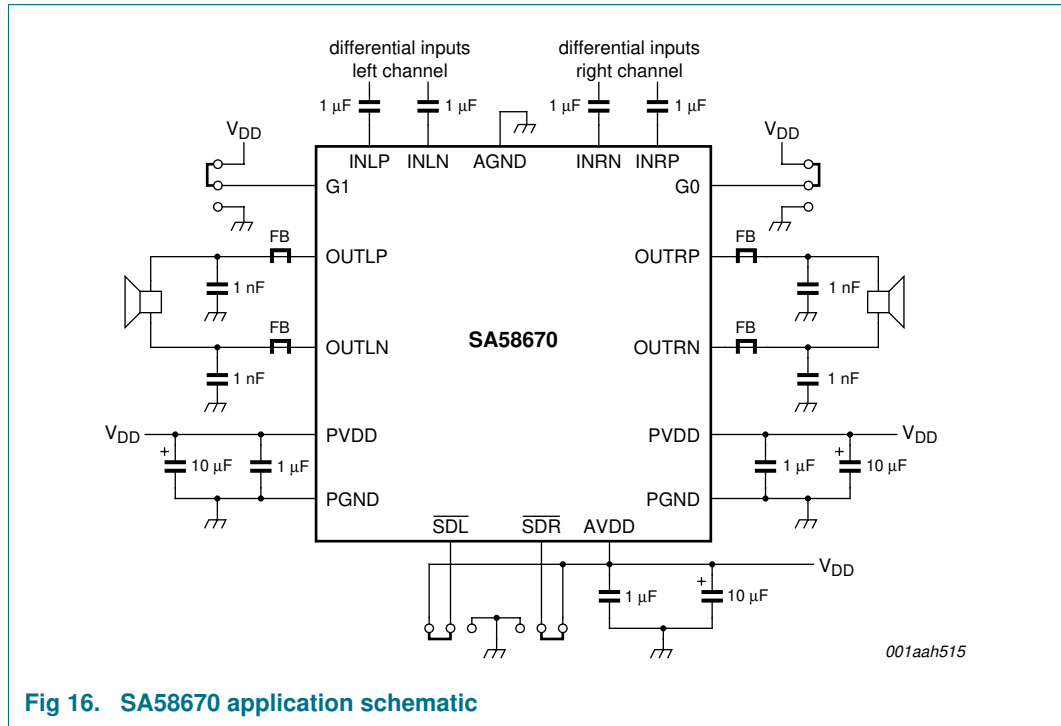 differential inputs
left channel
differential inputs
right channel
1 μF
1 μF
1 μF
1 μF
VDD
VDD
INLP
INLN
AGND
INRN
INRP
G1
G0
FB
OUTLP
OUTRP
FB
1 nF
1 nF
FB
OUTLN
SA58670
OUTRN
FB
1 nF
1 nF
VDD
PVDD
PVDD
VDD
+
10 μF
1 μF
1 μF
+
10 μF
PGND
PGND
SDL
SDR
AVDD
VDD
1 μF
+
10 μF
001aah515
Fig 16. SA58670 application schematic